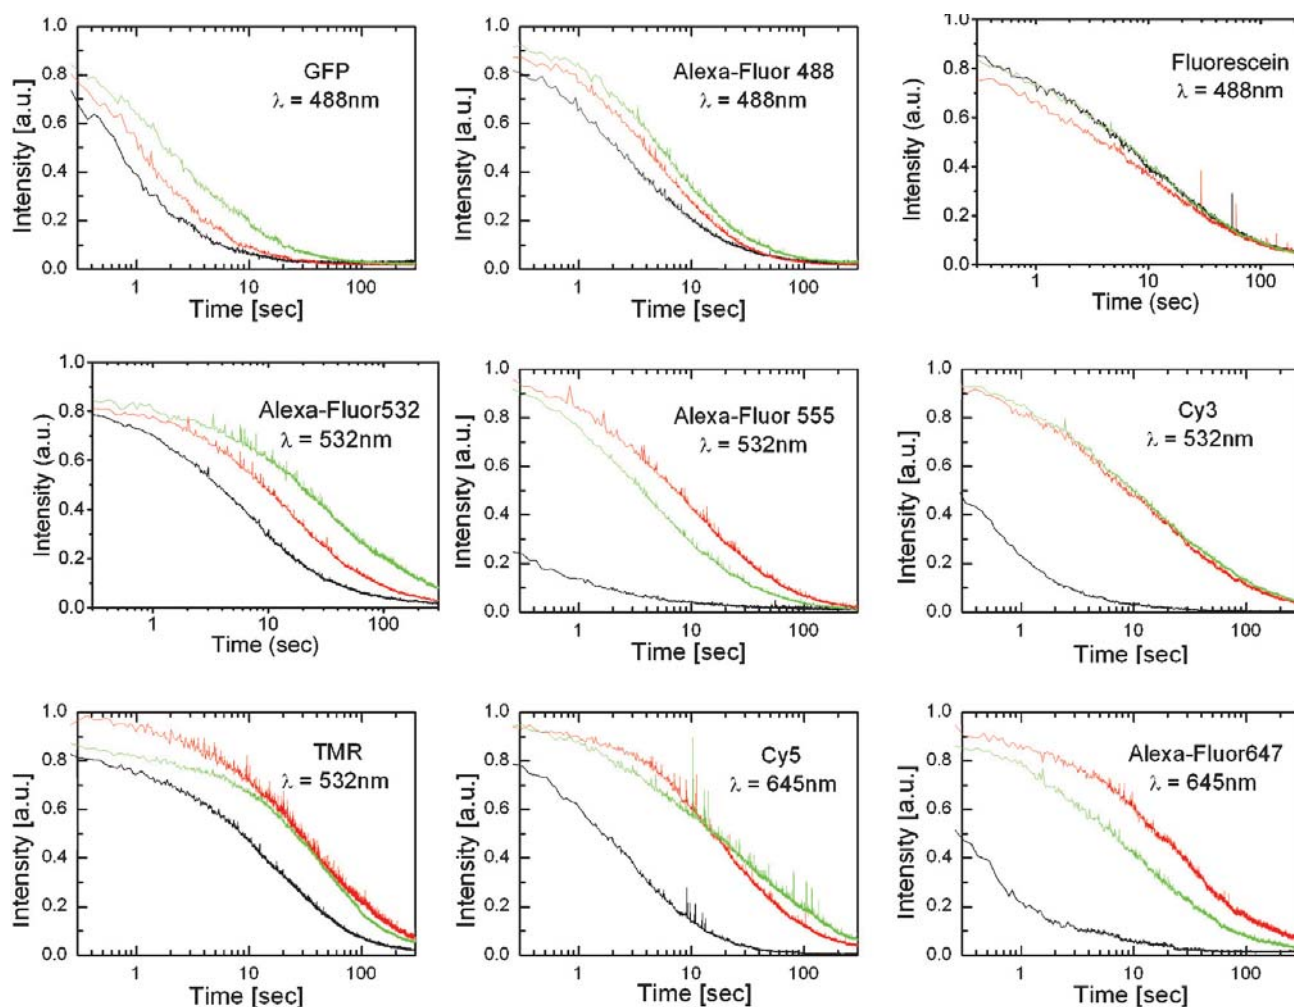 1.0
0.8
0.6
0.4
0.2
0.0
Intensity [a.u.]
GFP
λ = 488nm
1
10
100
Time [sec]
1.0
0.8
0.6
0.4
0.2
0.0
Intensity [a.u.]
Alexa-Fluor 488
λ = 488nm
1
10
100
Time [sec]
1.0
0.8
0.6
0.4
0.2
0.0
Intensity (a.u.)
Fluorescein
λ = 488nm
1
10
100
Time (sec)
1.0
0.8
0.6
0.4
0.2
0.0
Intensity (a.u.)
Alexa-Fluor532
λ = 532nm
1
10
100
Time (sec)
1.0
0.8
0.6
0.4
0.2
0.0
Intensity [a.u.]
Alexa-Fluor 555
λ = 532nm
1
10
100
Time [sec]
1.0
0.8
0.6
0.4
0.2
0.0
Intensity [a.u.]
Cy3
λ = 532nm
1
10
100
Time [sec]
1.0
0.8
0.6
0.4
0.2
0.0
Intensity [a.u.]
TMR
λ = 532nm
1
10
100
Time [sec]
1.0
0.8
0.6
0.4
0.2
0.0
Intensity [a.u.]
Cy5
λ = 645nm
1
10
100
Time [sec]
1.0
0.8
0.6
0.4
0.2
0.0
Intensity [a.u.]
Alexa-Fluor647
λ = 645nm
1
10
100
Time [sec]